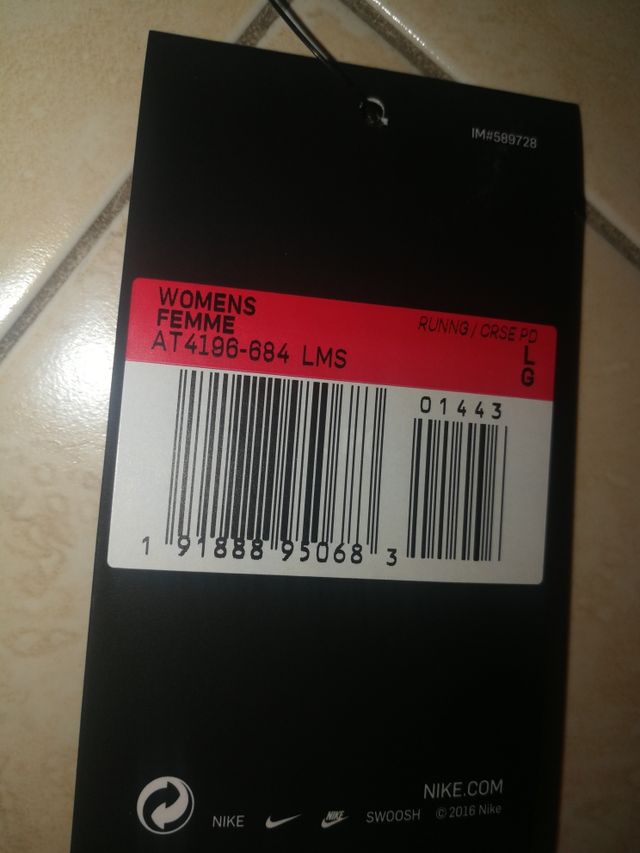 IM#589728
WOMENS
FEMME
RUNNG / CRSE PD
AT4196-684 LMS
L
G
01443
1 91888 95068 3
NIKE.COM
NIKE NIKE SWOOSH © 2016 Nike